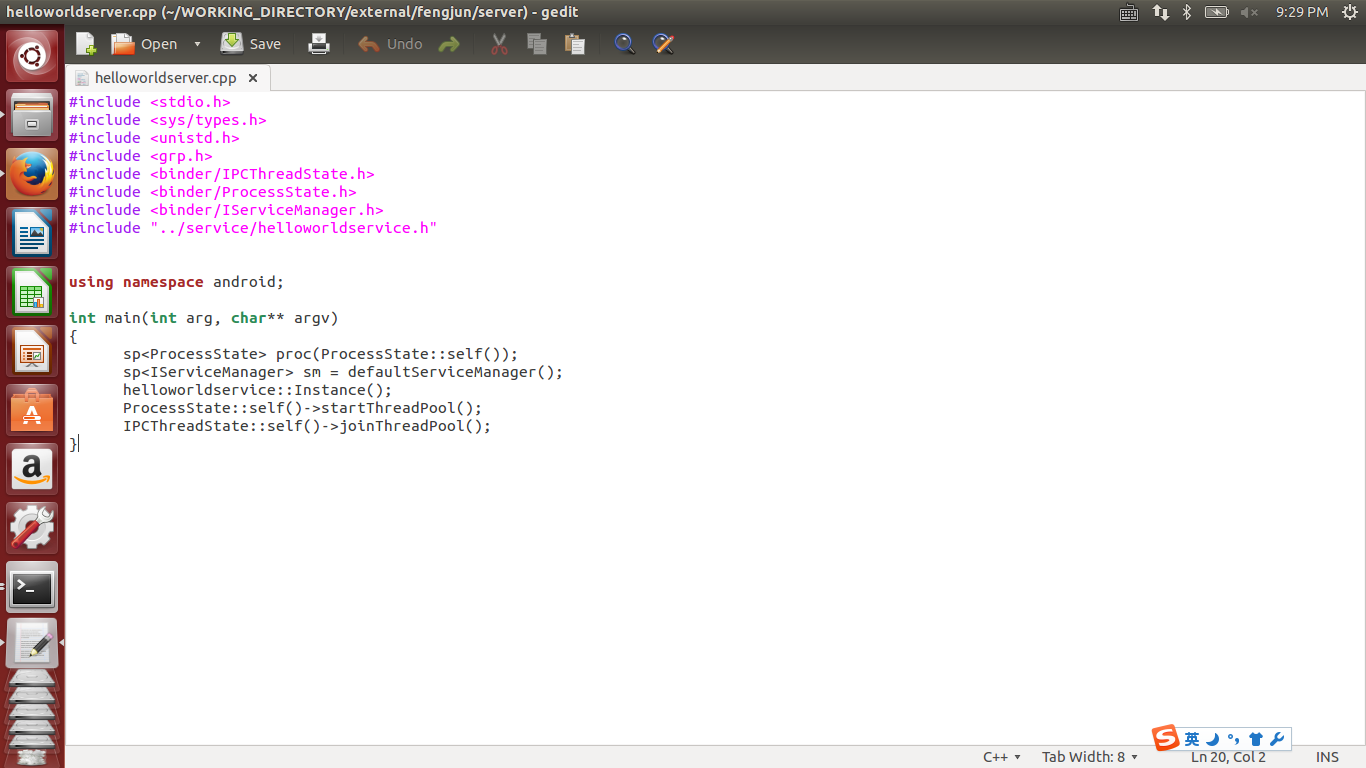 helloworldserver.cpp (~/WORKING_DIRECTORY/external/fengjun/server) - gedit
9:29 PM
Open
Save
Undo
helloworldserver.cpp ×
#include <stdio.h>
#include <sys/types.h>
#include <unistd.h>
#include <grp.h>
#include <binder/IPCThreadState.h>
#include <binder/ProcessState.h>
#include <binder/IServiceManager.h>
#include "../service/helloworldservice.h"
using namespace android;
int main(int arg, char** argv)
{
sp<ProcessState> proc(ProcessState::self());
sp<IServiceManager> sm = defaultServiceManager();
helloworldservice::Instance();
ProcessState::self()->startThreadPool();
IPCThreadState::self()->joinThreadPool();
}
英
C++
Tab Width: 8
Ln 20, Col 2
INS